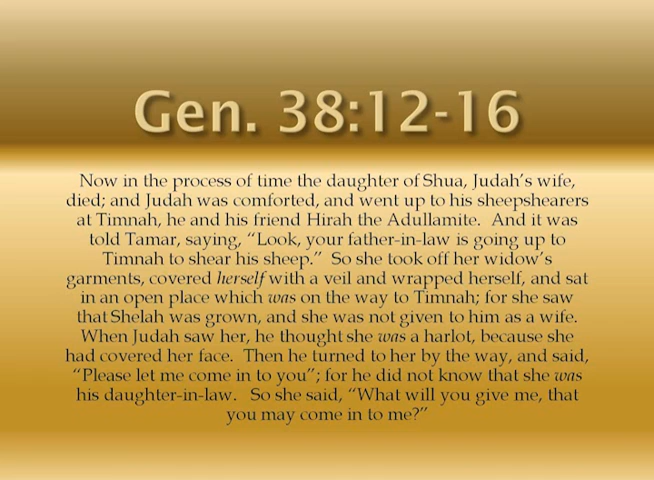 Gen. 38:12-16
Now in the process of time the daughter of Shua, Judah’s wife,
died; and Judah was comforted, and went up to his sheepshearers
at Timnah, he and his friend Hirah the Adullamite.  And it was
told Tamar, saying, “Look, your father-in-law is going up to
Timnah to shear his sheep.”  So she took off her widow’s
garments, covered herself with a veil and wrapped herself, and sat
in an open place which was on the way to Timnah; for she saw
that Shelah was grown, and she was not given to him as a wife.
When Judah saw her, he thought she was a harlot, because she
had covered her face.  Then he turned to her by the way, and said,
“Please let me come in to you”; for he did not know that she was
his daughter-in-law.   So she said, “What will you give me, that
you may come in to me?”